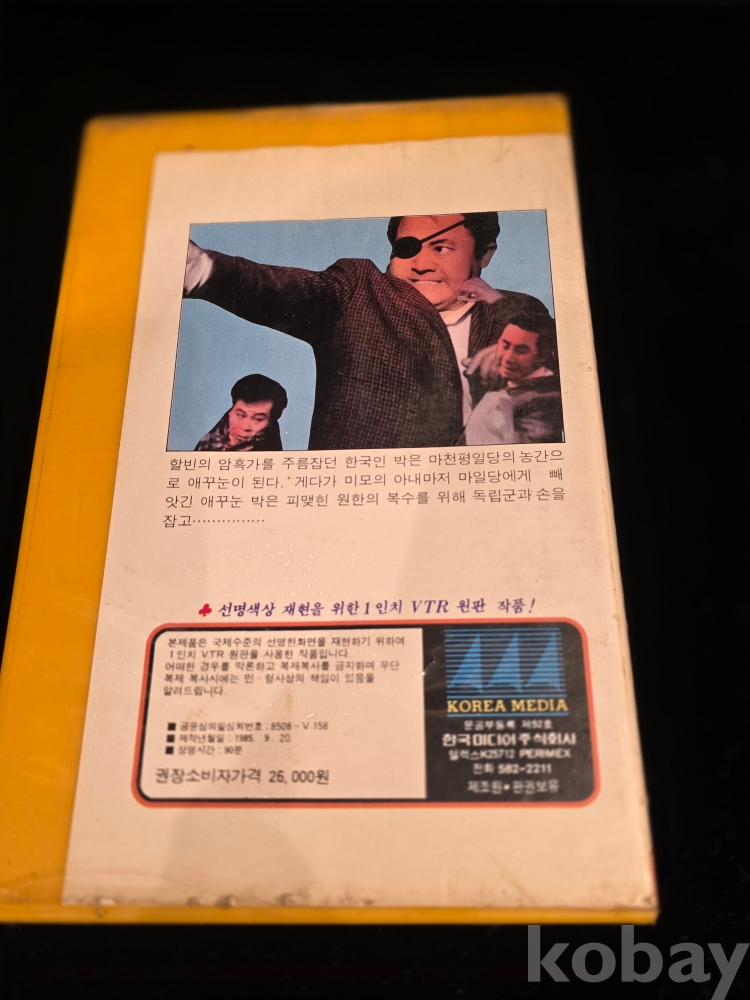 할빈의 암흑가를 주름잡던 한국인 박은 마천평일당의 농간으
로 애꾸눈이 된다. 게다가 미모의 아내마저 마일당에게 빼
앗긴 애꾸눈 박은 피맺힌 원한의 복수를 위해 독립군과 손을
잡고……………
♣ 선명색상 재현을 위한 1인치 VTR 원판 작품!
본제품은 국제수준의 선명한화면을 재현하기 위하여
1인치 VTR 원판을 사용한 작품입니다.
어떠한 경우를 막론하고 복제복사를 금지하며 무단
복제 복사시에는 민·형사상의 책임이 있음을
알려드립니다.
■ 공윤심의필심의번호 : 8508-V.158
■ 제작년월일 : 1985. 9. 20.
■ 상영시간 : 90분
권장소비자가격 26,000원
KOREA MEDIA
문공부등록 제92호
한국미디어주식회사
텔렉스K25712 PERIMEX
전화 582-2211
제조원·판권보유
kobay